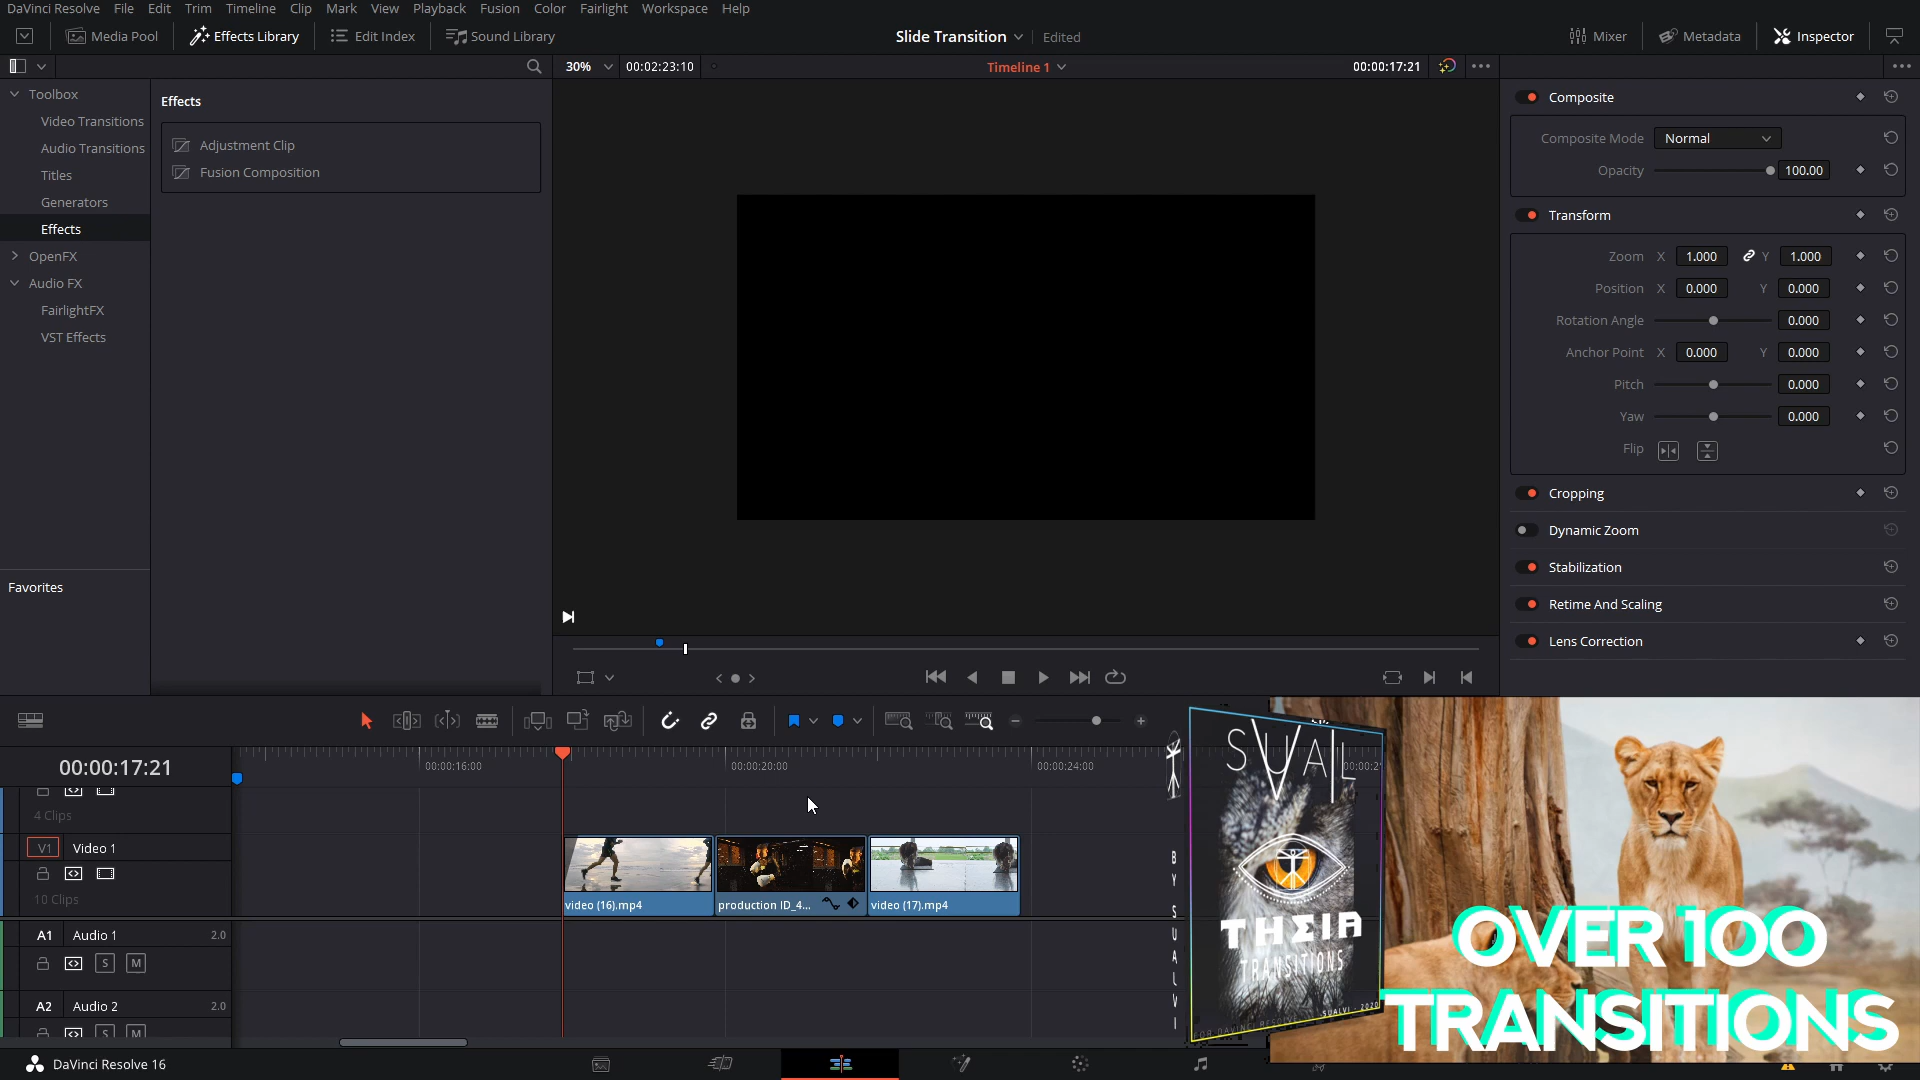 DaVinci Resolve File Edit Trim Timeline Clip Mark View Playback Fusion Color Fairlight Workspace Help
Media Pool Effects Library Edit Index Sound Library
Slide Transition Edited
Mixer Metadata Inspector
30% 00:02:23:10
Timeline 1
00:00:17:21
Toolbox
Video Transitions
Audio Transitions
Titles
Generators
Effects
OpenFX
Audio FX
FairlightFX
VST Effects
Favorites
Effects
Adjustment Clip
Fusion Composition
Composite
Composite Mode Normal
Opacity 100.00
Transform
Zoom X 1.000 Y 1.000
Position X 0.000 Y 0.000
Rotation Angle 0.000
Anchor Point X 0.000 Y 0.000
Pitch 0.000
Yaw 0.000
Flip
Cropping
Dynamic Zoom
Stabilization
Retime And Scaling
Lens Correction
00:00:17:21
00:00:16:00 00:00:20:00 00:00:24:00
4 Clips
V1 Video 1
10 Clips
video (16).mp4 production ID_4... video (17).mp4
A1 Audio 1 2.0
S M
A2 Audio 2 2.0
S M
BY SUALVI
THEIA
TRANSITIONS
SUALVI - 2020
OVER 100
TRANSITIONS
DaVinci Resolve 16